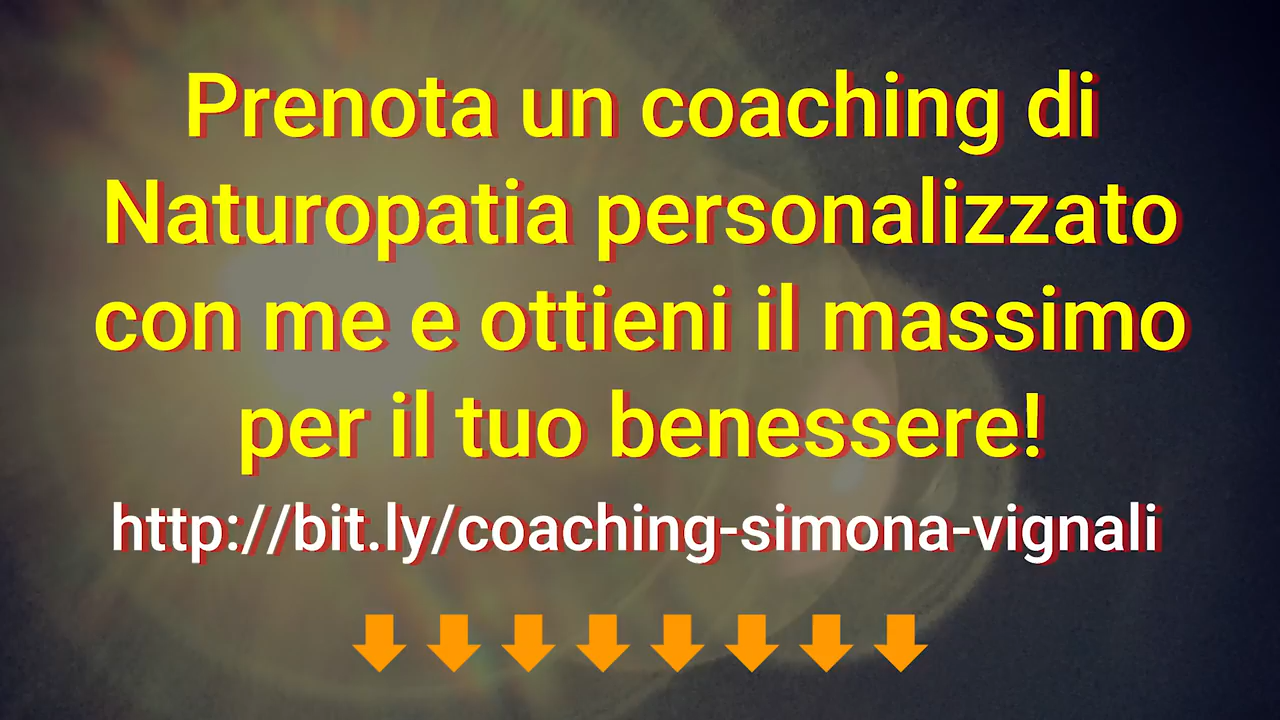 Prenota un coaching di
Naturopatia personalizzato
con me e ottieni il massimo
per il tuo benessere!
http://bit.ly/coaching-simona-vignali